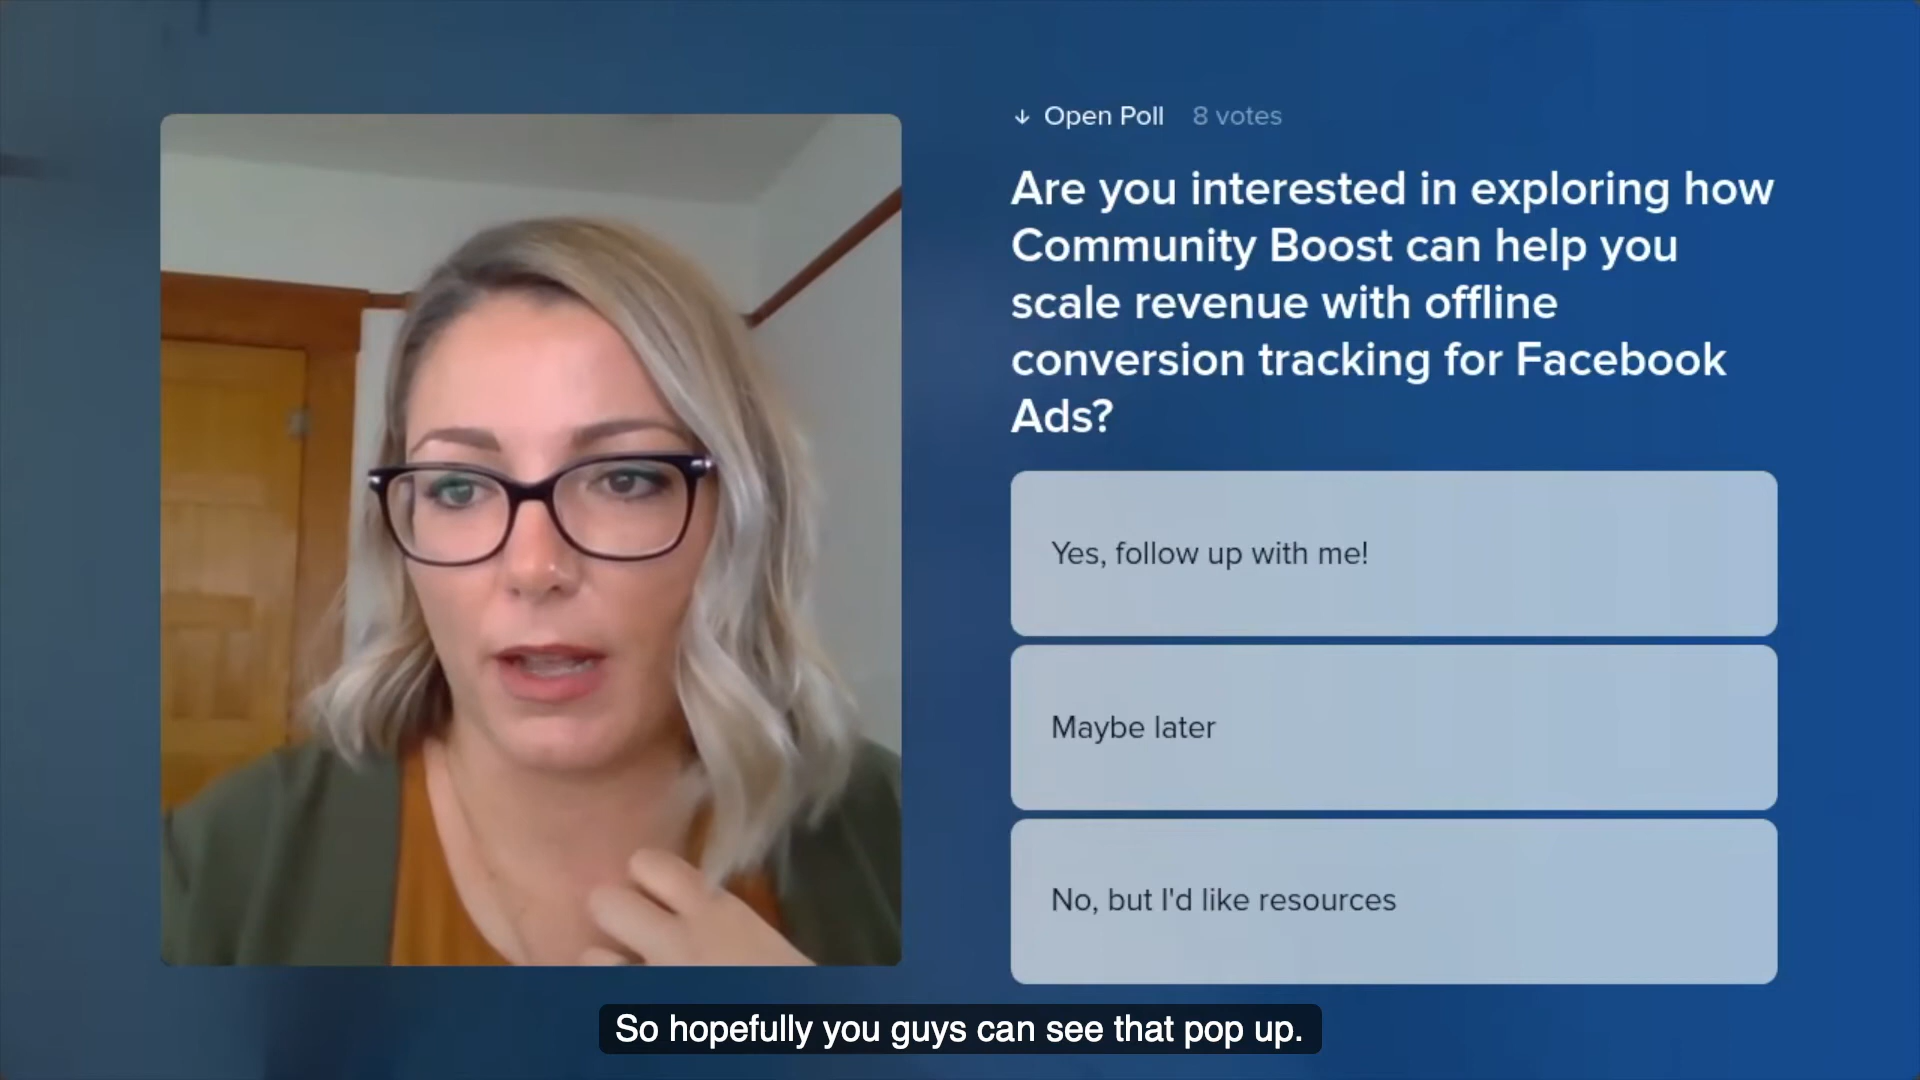 Open Poll 8 votes
Are you interested in exploring how
Community Boost can help you
scale revenue with offline
conversion tracking for Facebook
Ads?
Yes, follow up with me!
Maybe later
No, but I'd like resources
So hopefully you guys can see that pop up.